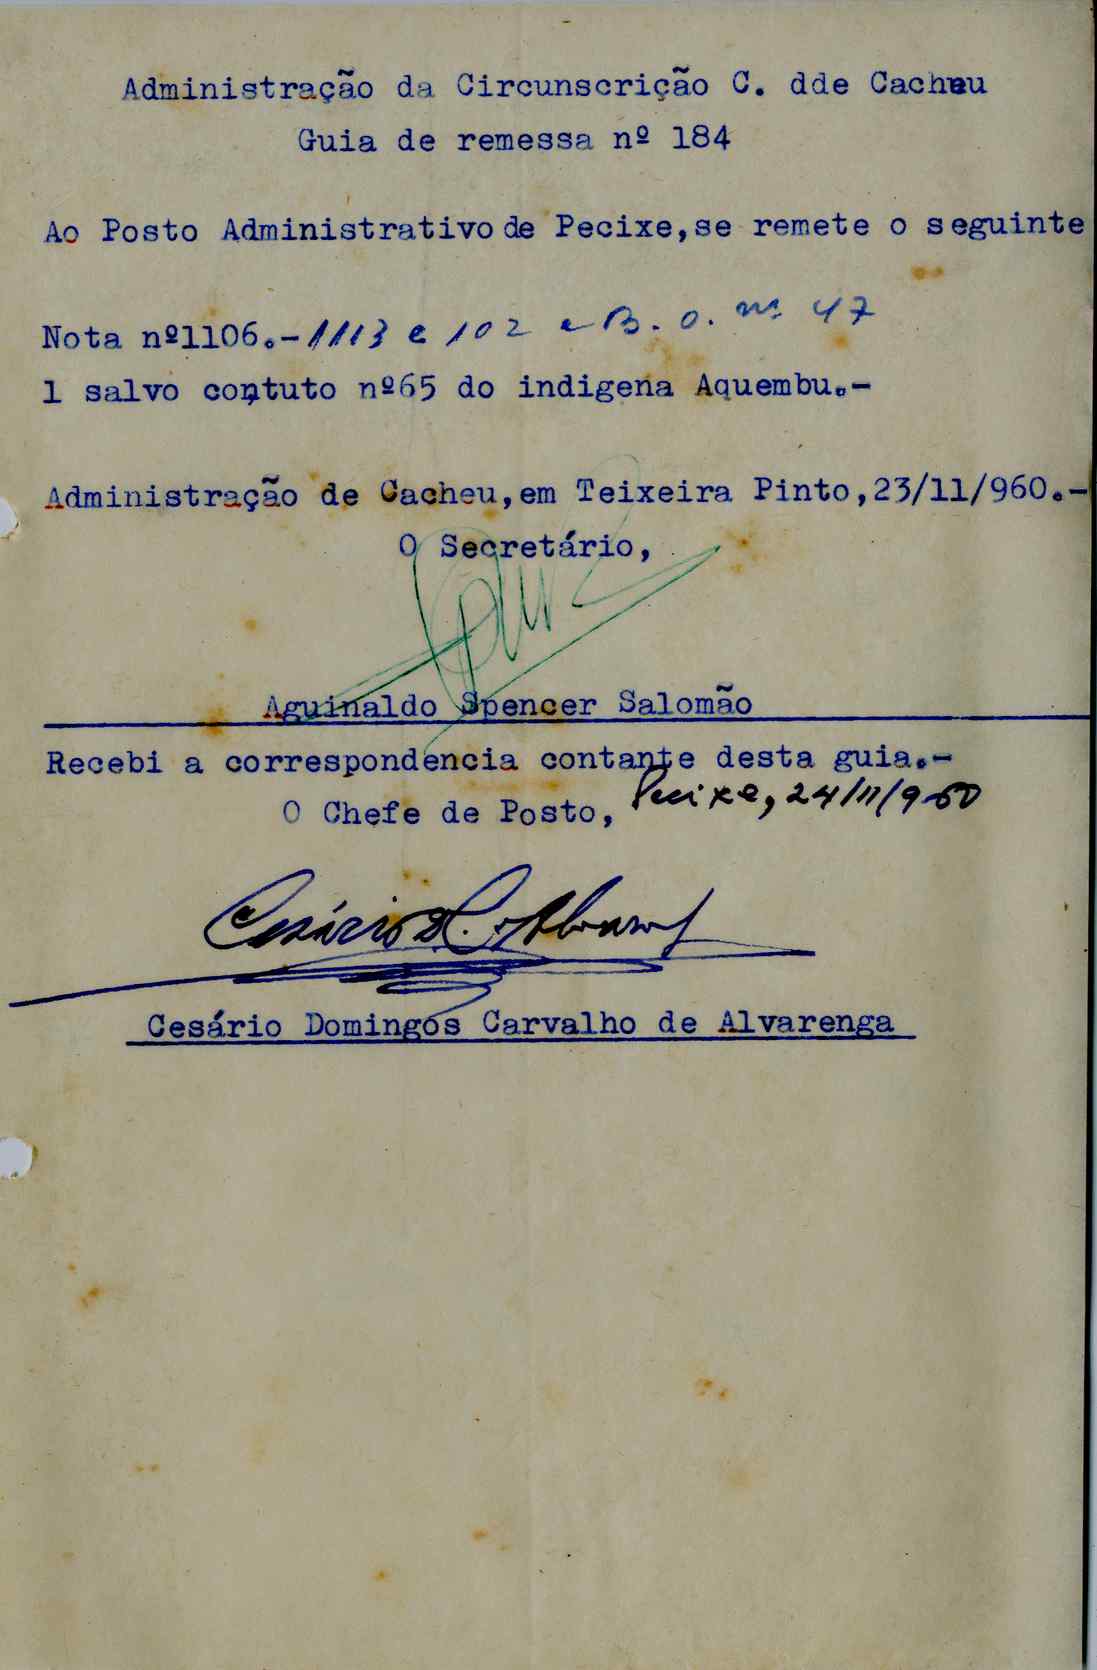 Administração da Circunscrição C. dde Cacheu
Guia de remessa nº 184
Ao Posto Administrativo de Pecixe,se remete o seguinte
Nota nº1106.-1113 e 102 e B. O. nº 47
1 salvo contuto nº65 do indigena Aquembu.-
Administração de Cacheu,em Teixeira Pinto,23/11/960.-
O Secretário,
Aguinaldo Spencer Salomão
Recebi a correspondência contante desta guia.-
O Chefe de Posto, Pecixe, 24/11/960
Cesário D. C. Alvarenga
Cesário Domingos Carvalho de Alvarenga